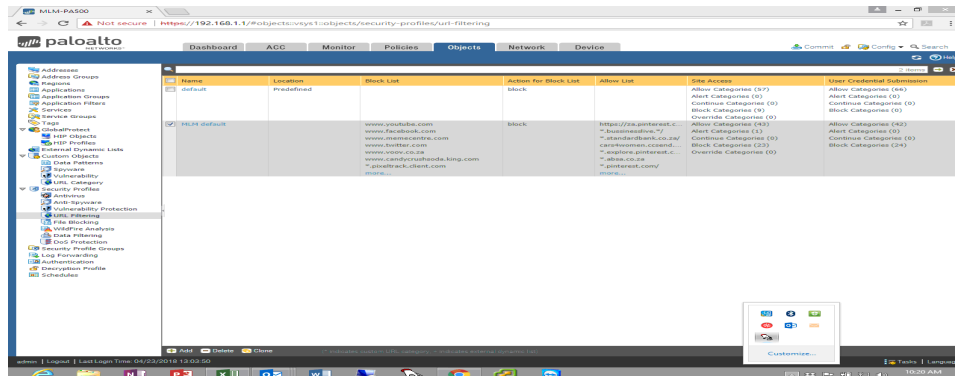 MLM-PA500
Not secure | https://192.168.1.1/#objects:vsys1:objects/security-profiles/url-filtering
paloalto
NETWORKS
Dashboard ACC Monitor Policies Objects Network Device
Commit Config Search
Help
Addresses
Address Groups
Regions
Applications
Application Groups
Application Filters
Services
Service Groups
Tags
GlobalProtect
HIP Objects
HIP Profiles
External Dynamic Lists
Custom Objects
Data Patterns
Spyware
Vulnerability
URL Category
Security Profiles
Antivirus
Anti-Spyware
Vulnerability Protection
URL Filtering
File Blocking
WildFire Analysis
Data Filtering
DoS Protection
Security Profile Groups
Log Forwarding
Authentication
Decryption Profile
Schedules
2 items
Name Location Block List Action for Block List Allow List Site Access User Credential Submission
default Predefined block Allow Categories (57) Allow Categories (66)
Alert Categories (0) Alert Categories (0)
Continue Categories (0) Continue Categories (0)
Block Categories (9) Block Categories (0)
Override Categories (0)
MLM default www.youtube.com block https://za.pinterest.c... Allow Categories (43) Allow Categories (42)
www.facebook.com *.businesslive.*/ Alert Categories (1) Alert Categories (0)
www.memecentre.com *.standardbank.co.za/ Continue Categories (0) Continue Categories (0)
www.twitter.com cars4women.ccsend... Block Categories (23) Block Categories (24)
www.voov.co.za *.explore.pinterest.c... Override Categories (0)
www.candycrushsoda.king.com *.absa.co.za
*.pixeltrack.client.com *.pinterest.com/
more... more...
Add Delete Clone
* indicates custom URL category, + indicates external dynamic list
Customize...
admin | Logout | Last Login Time: 04/23/2018 13:03:50
Tasks | Language
10:20 AM